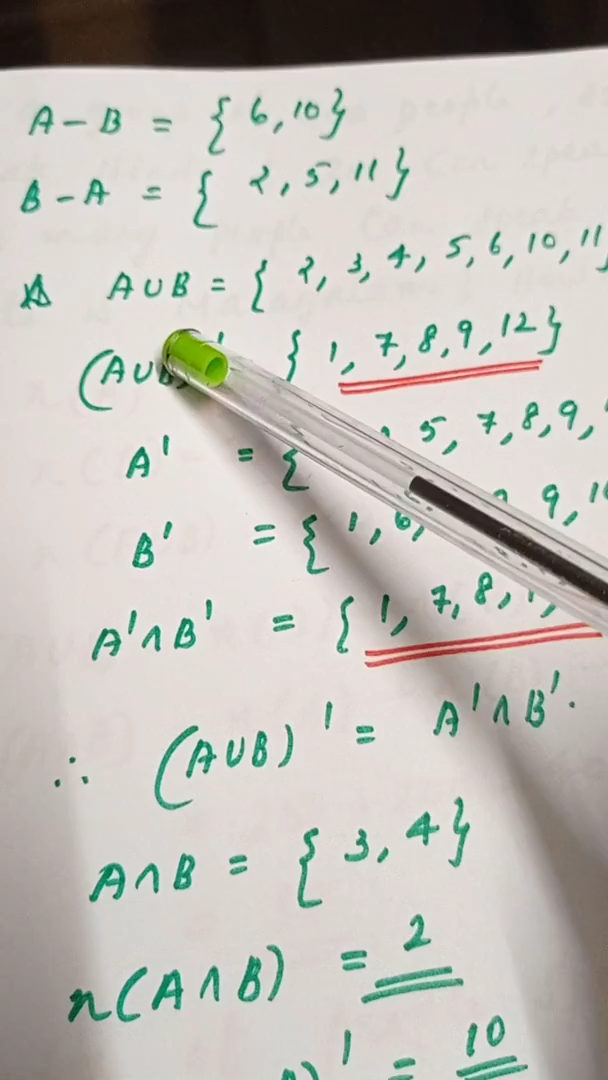 A - B = { 6, 10}
B - A = { 2, 5, 11}
A ∪ B = { 2, 3, 4, 5, 6, 10, 11}
(A ∪ B)' { 1, 7, 8, 9, 12}
A' = { 5, 7, 8, 9,
B' = { 1, 6, 9,
A' ∩ B' = { 1, 7, 8,
∴ (A ∪ B)' = A' ∩ B'.
A ∩ B = { 3, 4}
n(A ∩ B) = 2
)' = 10